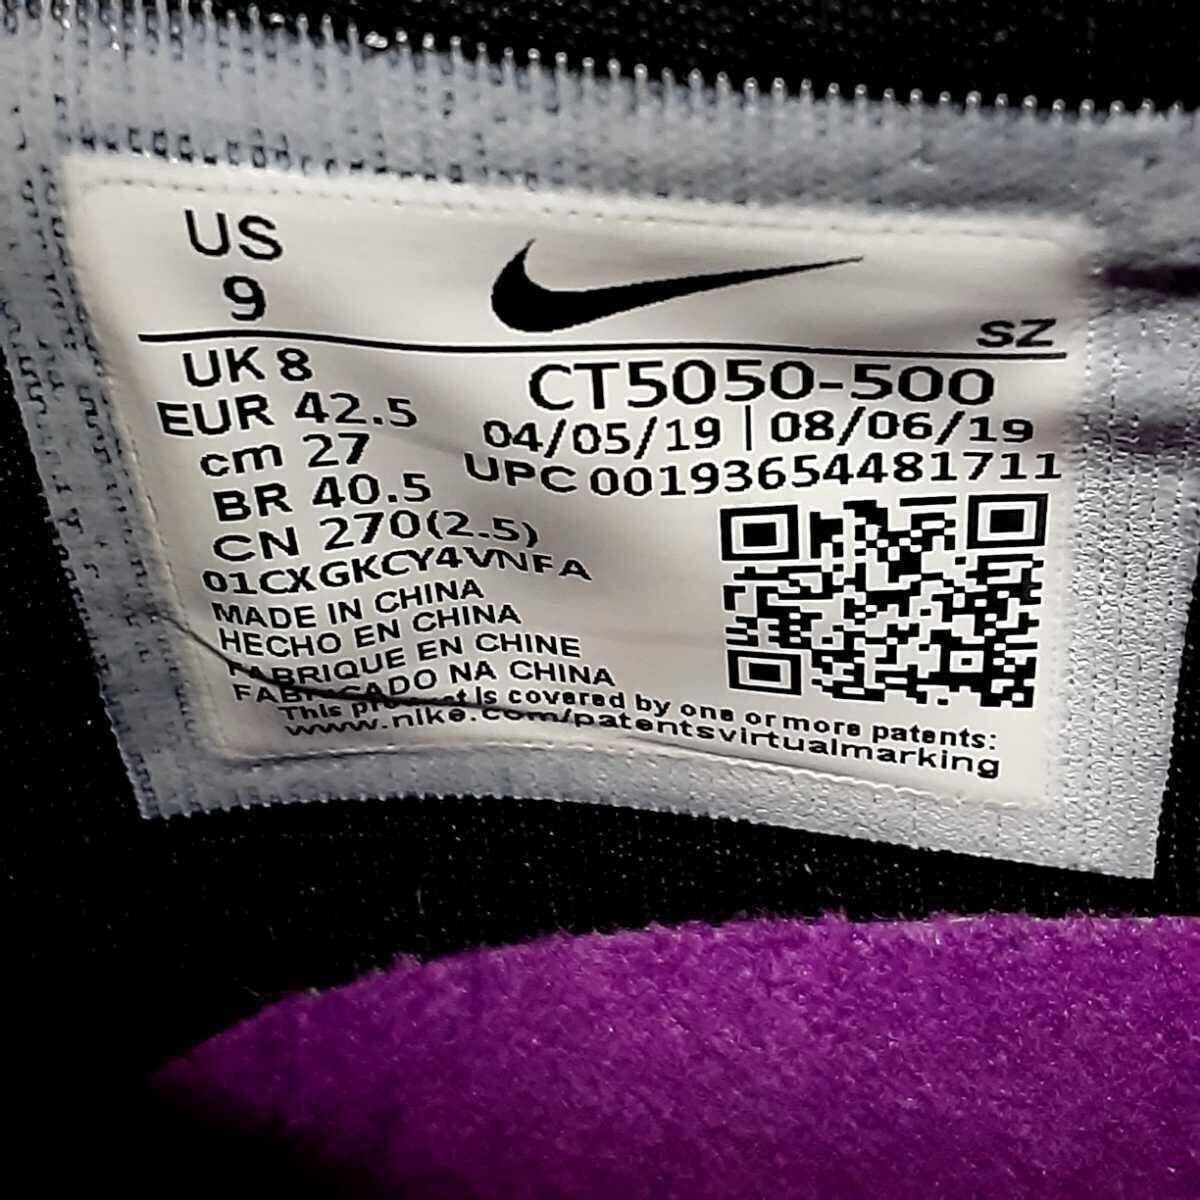 US
9
SZ
UK 8
EUR 42.5
cm 27
BR 40.5
CN 270(2.5)
CT5050-500
04/05/19 | 08/06/19
UPC 00193654481711
01CXGKCY4VNFA
MADE IN CHINA
HECHO EN CHINA
FABRIQUE EN CHINE
FABRICADO NA CHINA
This product is covered by one or more patents:
www.nike.com/patentsvirtualmarking